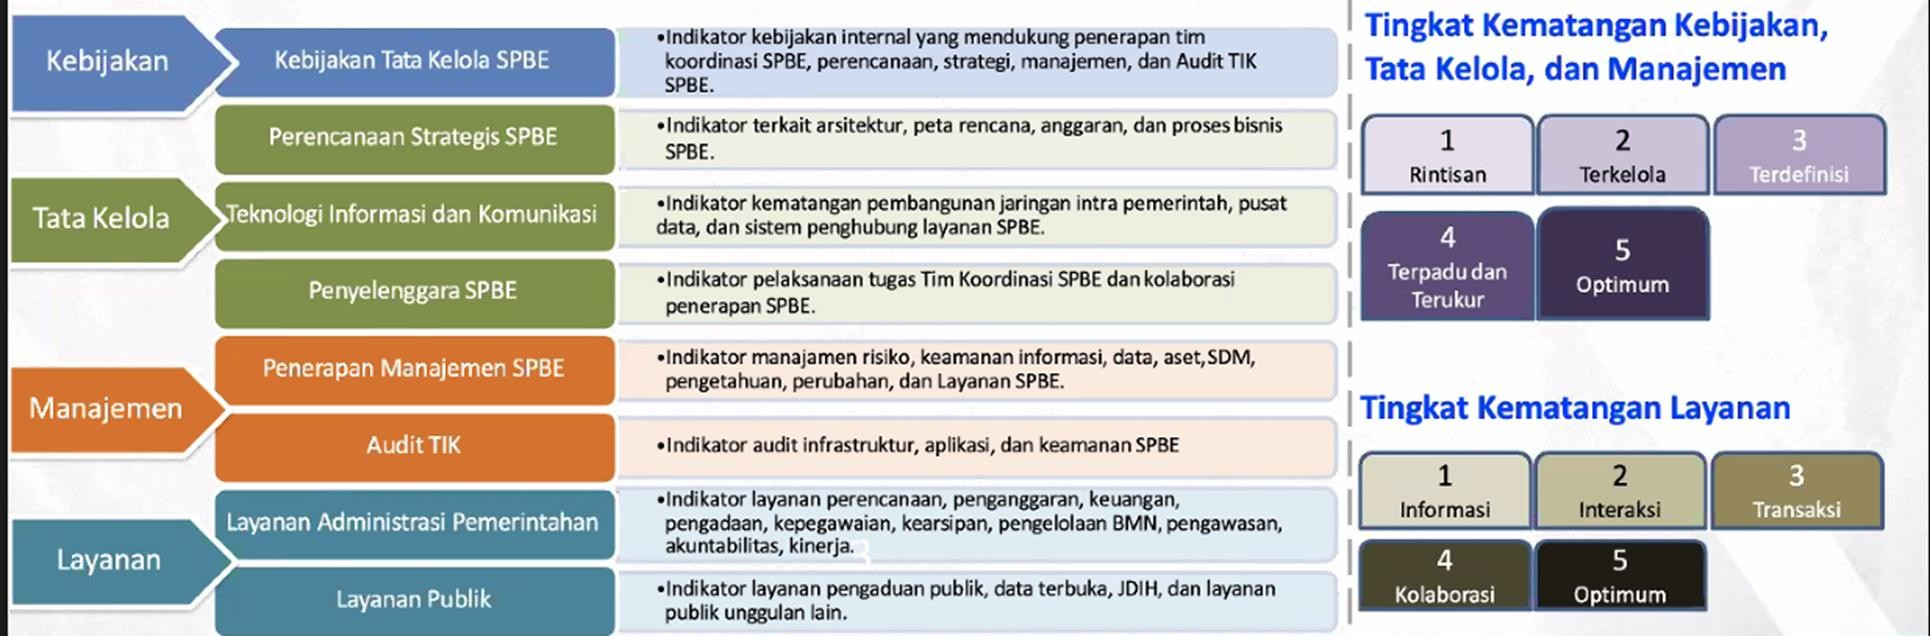 Kebijakan
Kebijakan Tata Kelola SPBE
•Indikator kebijakan internal yang mendukung penerapan tim
koordinasi SPBE, perencanaan, strategi, manajemen, dan Audit TIK
SPBE.
Tata Kelola
Perencanaan Strategis SPBE
•Indikator terkait arsitektur, peta rencana, anggaran, dan proses bisnis
SPBE.
Teknologi Informasi dan Komunikasi
•Indikator kematangan pembangunan jaringan intra pemerintah, pusat
data, dan sistem penghubung layanan SPBE.
Penyelenggara SPBE
•Indikator pelaksanaan tugas Tim Koordinasi SPBE dan kolaborasi
penerapan SPBE.
Manajemen
Penerapan Manajemen SPBE
•Indikator manajamen risiko, keamanan informasi, data, aset,SDM,
pengetahuan, perubahan, dan Layanan SPBE.
Audit TIK
•Indikator audit infrastruktur, aplikasi, dan keamanan SPBE
Layanan
Layanan Administrasi Pemerintahan
•Indikator layanan perencanaan, penganggaran, keuangan,
pengadaan, kepegawaian, kearsipan, pengelolaan BMN, pengawasan,
akuntabilitas, kinerja.
3
Layanan Publik
•Indikator layanan pengaduan publik, data terbuka, JDIH, dan layanan
publik unggulan lain.
Tingkat Kematangan Kebijakan,
Tata Kelola, dan Manajemen
1
Rintisan
2
Terkelola
3
Terdefinisi
4
Terpadu dan
Terukur
5
Optimum
Tingkat Kematangan Layanan
1
Informasi
2
Interaksi
3
Transaksi
4
Kolaborasi
5
Optimum